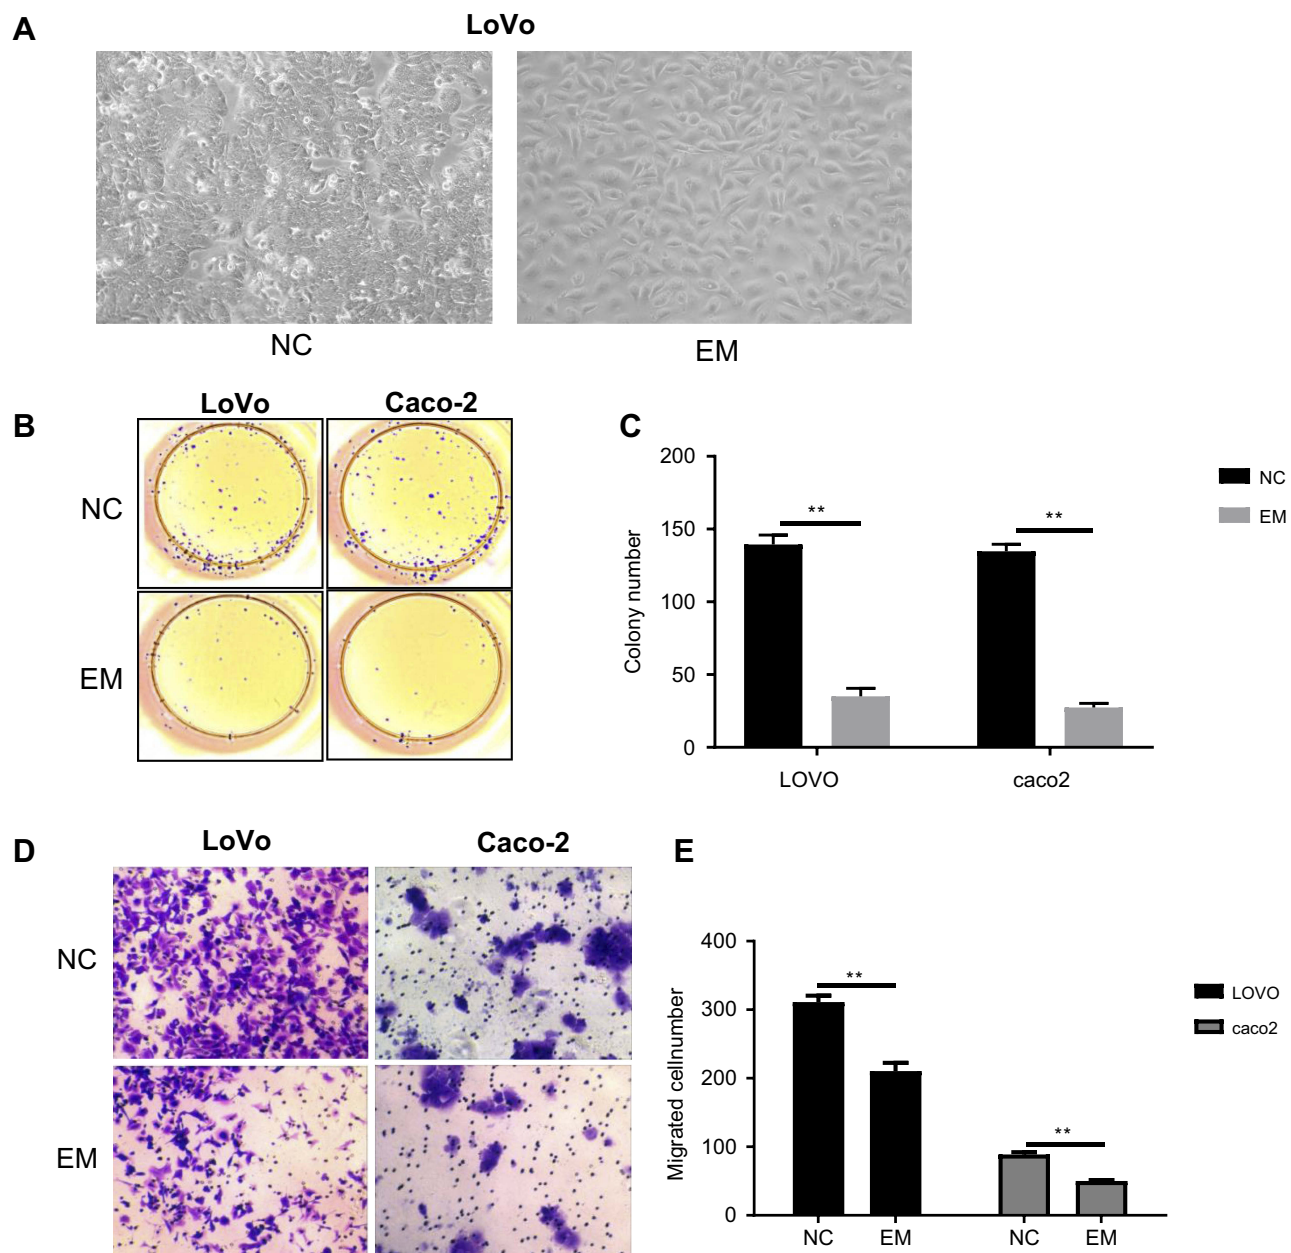 A
LoVo
NC
EM
B
LoVo
Caco-2
NC
EM
C
200
150
100
50
0
Colony number
**
**
LOVO
caco2
NC
EM
D
LoVo
Caco-2
NC
EM
E
400
300
200
100
0
Migrated cellnumber
**
**
NC
EM
NC
EM
LOVO
caco2